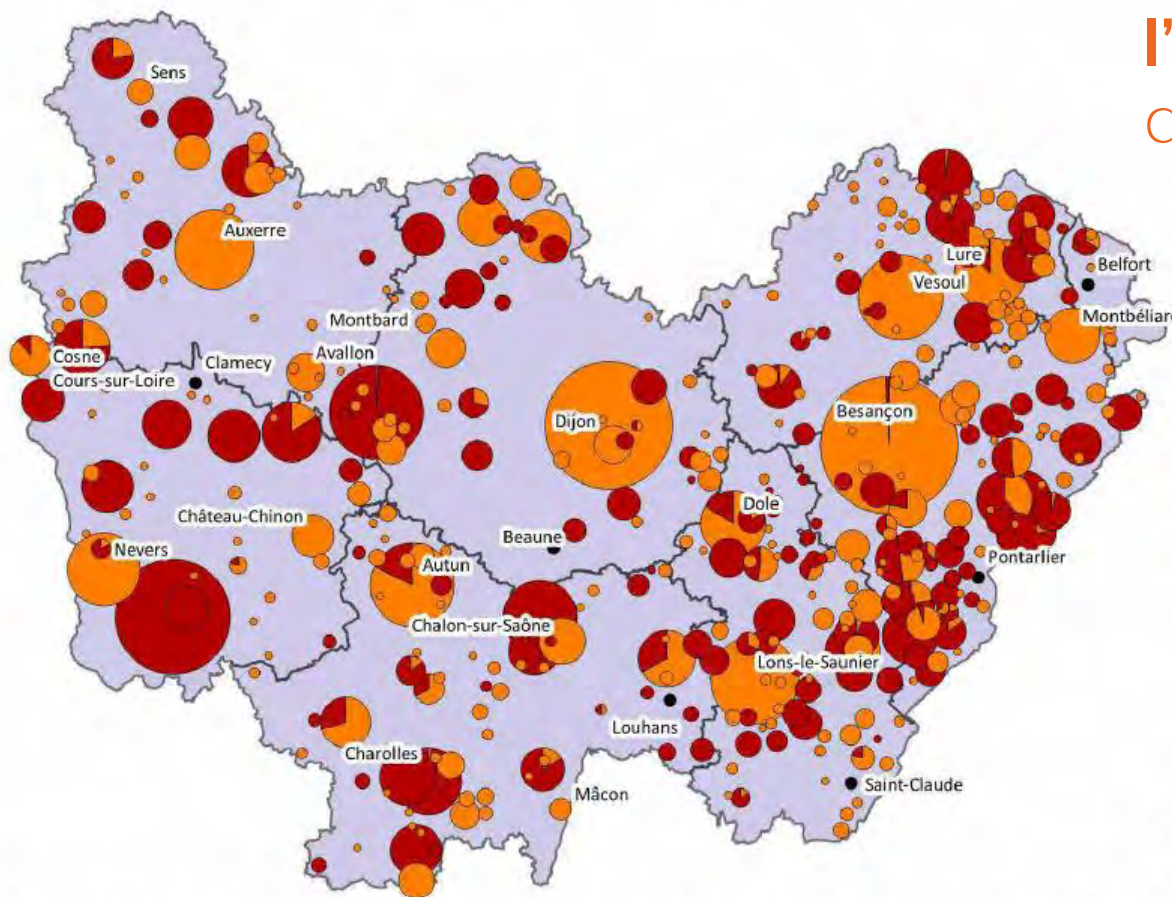 l’
C
Sens
Auxerre
Montbard
Avallon
Clamecy
Cosne
Cours-sur-Loire
Château-Chinon
Nevers
Dijon
Beaune
Autun
Chalon-sur-Saône
Charolles
Mâcon
Louhans
Lons-le-Saunier
Saint-Claude
Dole
Besançon
Pontarlier
Lure
Vesoul
Belfort
Montbéliard